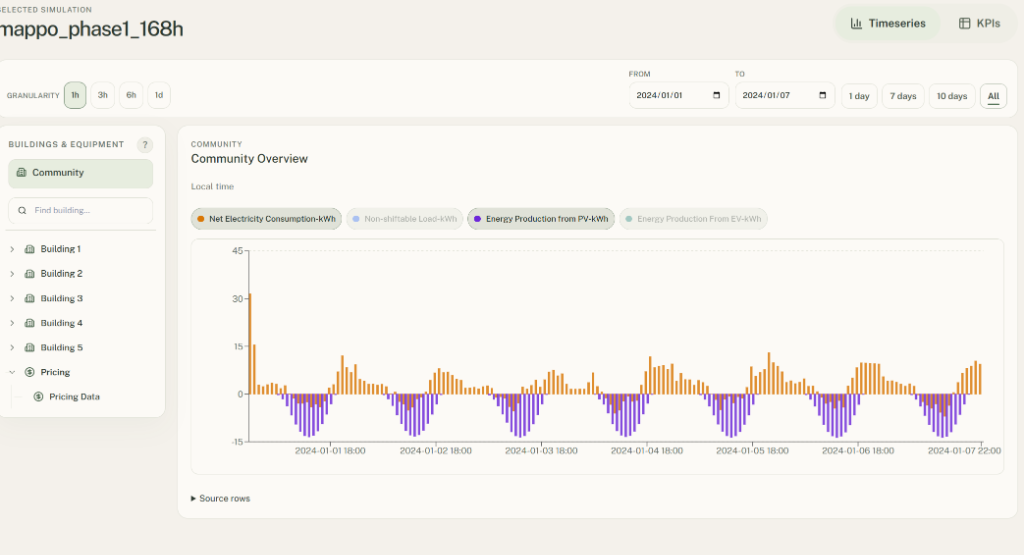 SELECTED SIMULATION
mappo_phase1_168h
Timeseries
KPIs
GRANULARITY 1h 3h 6h 1d
FROM
2024/01/01
TO
2024/01/07
1 day 7 days 10 days All
BUILDINGS & EQUIPMENT ?
Community
Find building...
Building 1
Building 2
Building 3
Building 4
Building 5
Pricing
Pricing Data
COMMUNITY
Community Overview
Local time
Net Electricity Consumption-kWh Non-shiftable Load-kWh Energy Production from PV-kWh Energy Production From EV-kWh
45
30
15
0
-15
2024-01-01 18:00 2024-01-02 18:00 2024-01-03 18:00 2024-01-04 18:00 2024-01-05 18:00 2024-01-06 18:00 2024-01-07 22:00
Source rows